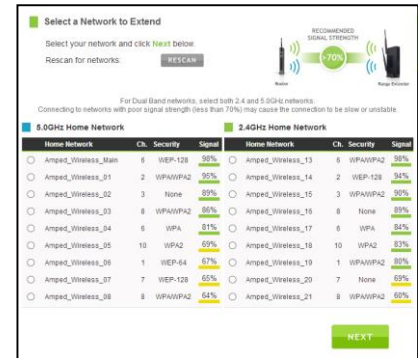 Select a Network to Extend
Select your network and click Next below.
Rescan for networks. RESCAN
RECOMMENDED
SIGNAL STRENGTH
>70%
Router Range Extender
For Dual Band networks, select both 2.4 and 5.0GHz networks.
Connecting to networks with poor signal strength (less than 70%) may cause the connection to be slow or unstable.
5.0GHz Home Network
Home Network Ch. Security Signal
Amped_Wireless_Main 6 WEP-128 98%
Amped_Wireless_01 2 WPA/WPA2 95%
Amped_Wireless_02 3 None 89%
Amped_Wireless_03 8 WPA/WPA2 86%
Amped_Wireless_04 6 WPA 81%
Amped_Wireless_05 10 WPA2 69%
Amped_Wireless_06 1 WEP-64 67%
Amped_Wireless_07 7 WEP-128 65%
Amped_Wireless_08 8 WPA/WPA2 64%
2.4GHz Home Network
Home Network Ch. Security Signal
Amped_Wireless_13 6 WPA/WPA2 98%
Amped_Wireless_14 2 WEP-128 94%
Amped_Wireless_15 3 WPA/WPA2 90%
Amped_Wireless_16 8 None 89%
Amped_Wireless_17 6 WPA 84%
Amped_Wireless_18 10 WPA2 83%
Amped_Wireless_19 1 WPA/WPA2 80%
Amped_Wireless_20 7 None 69%
Amped_Wireless_21 8 WPA/WPA2 60%
NEXT